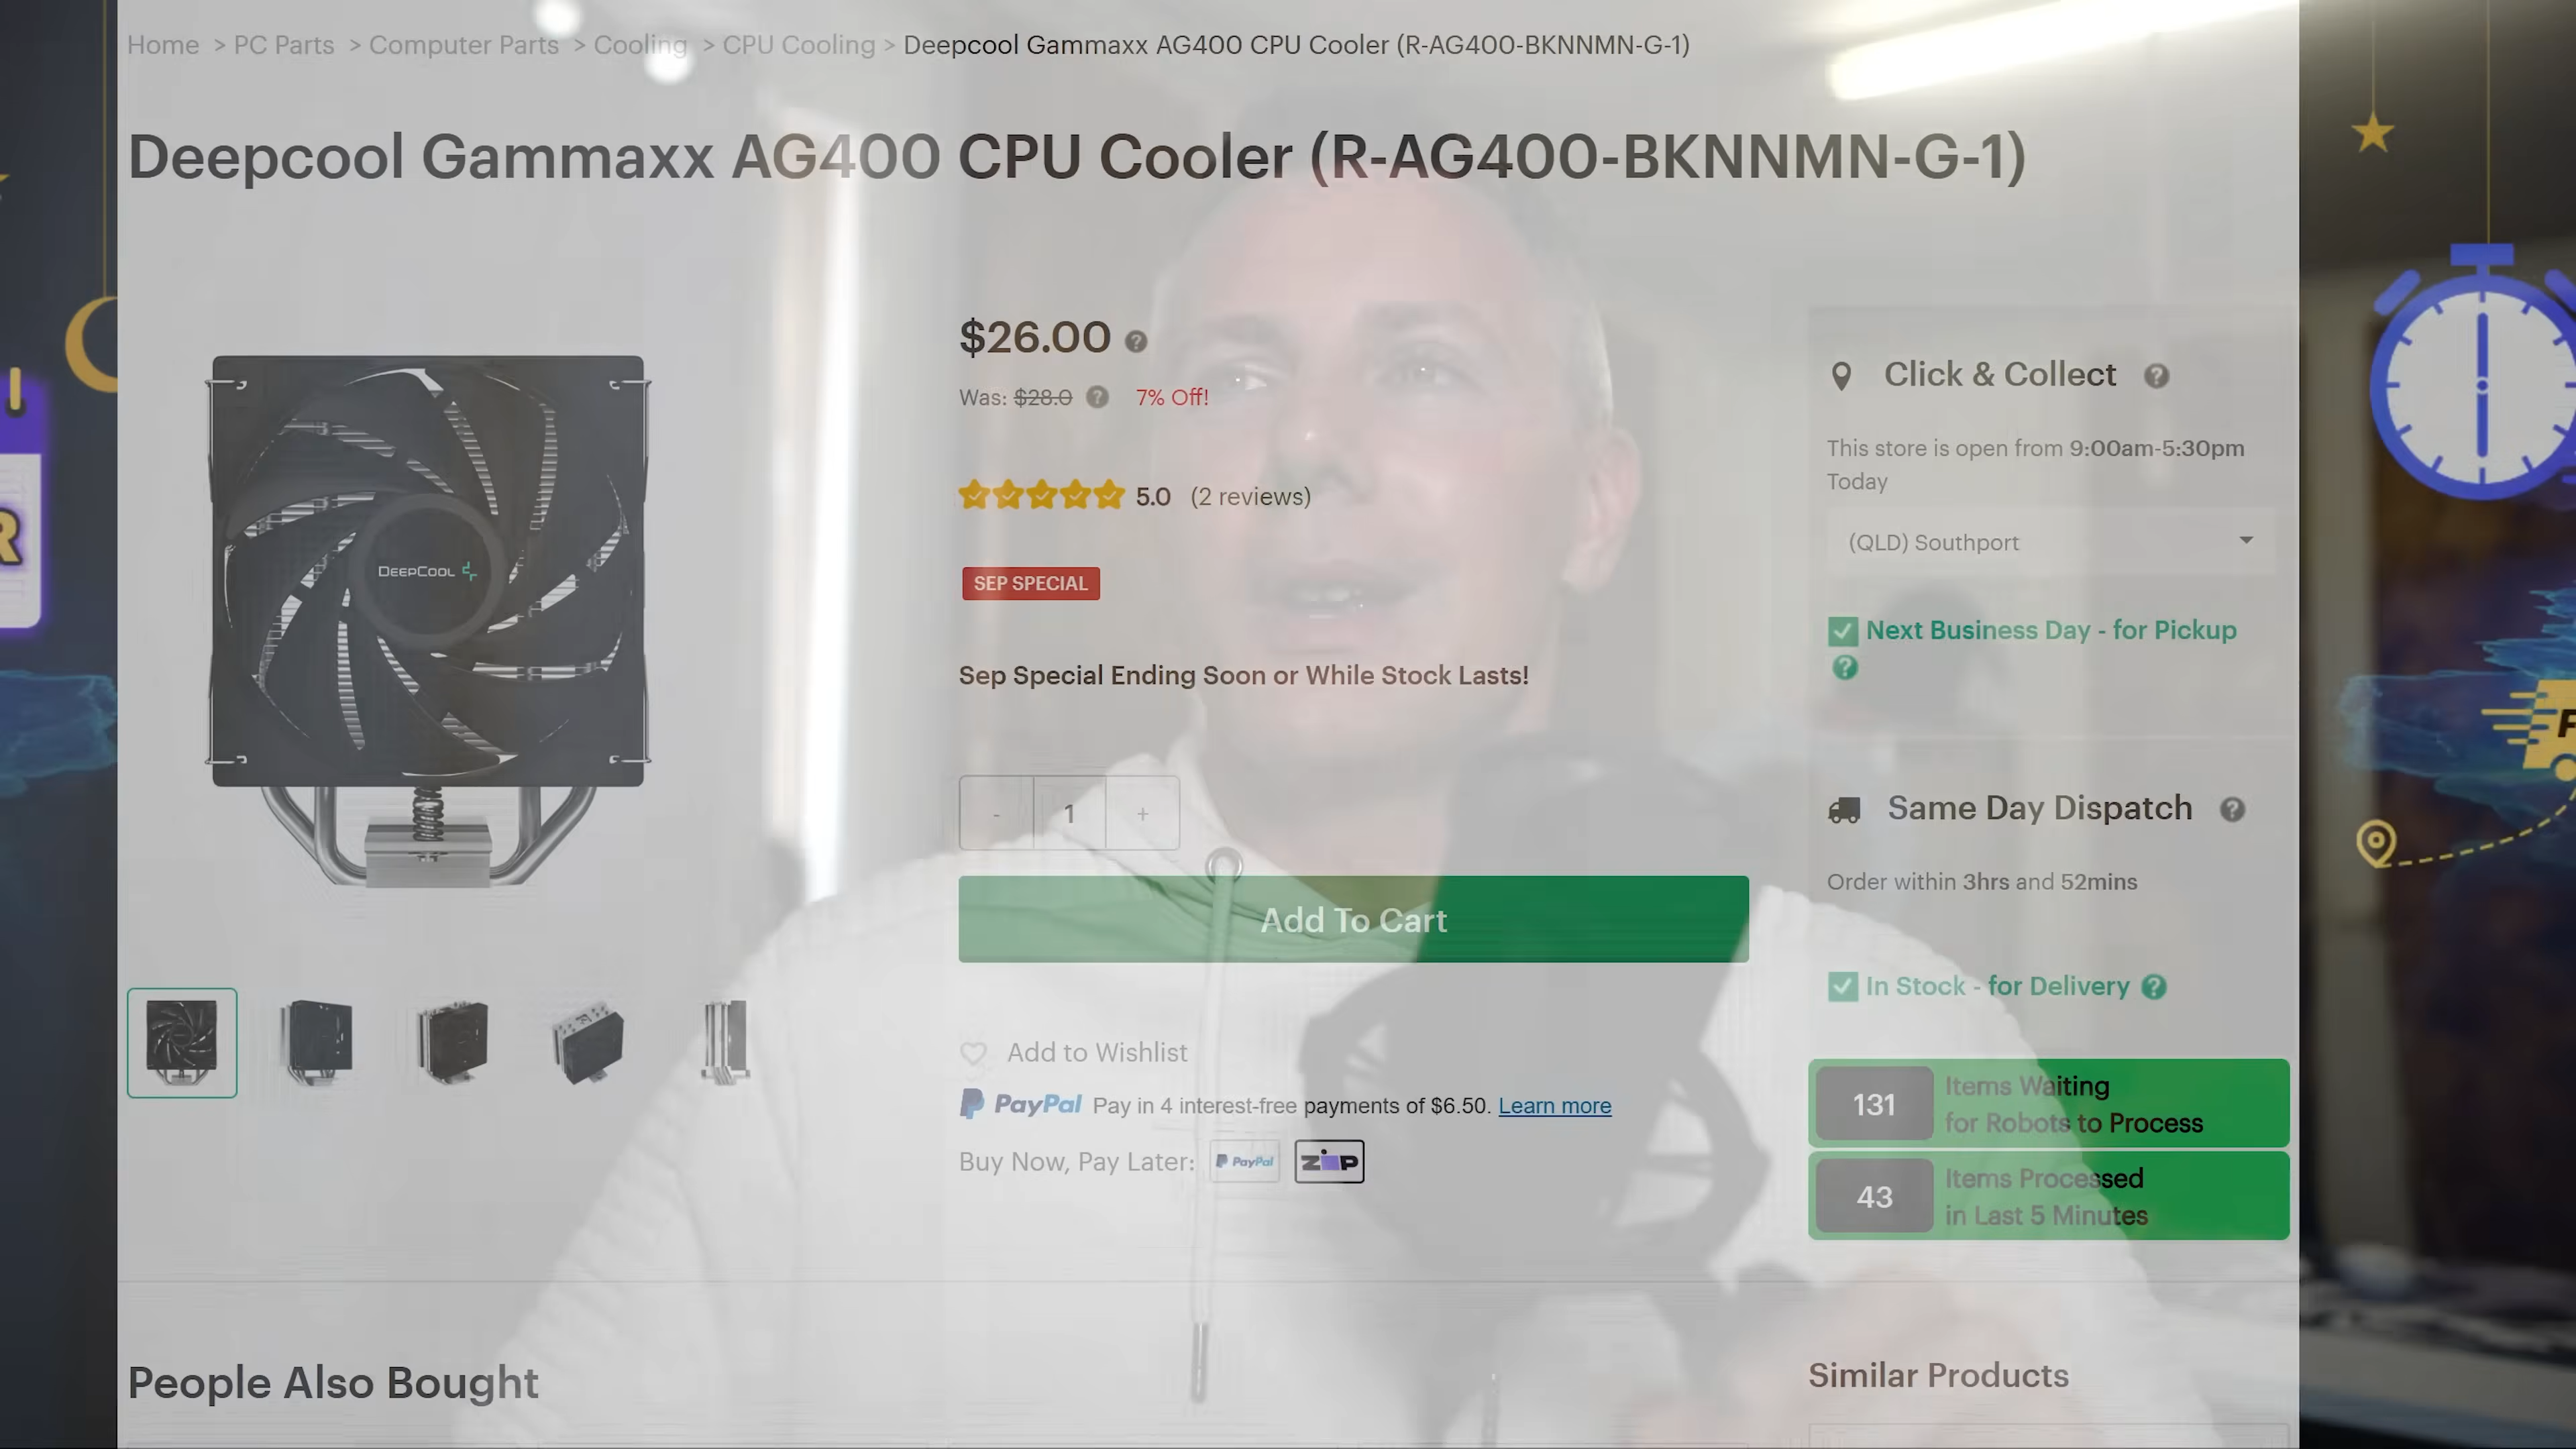 Home > PC Parts > Computer Parts > Cooling > CPU Cooling > Deepcool Gammaxx AG400 CPU Cooler (R-AG400-BKNNMN-G-1)
Deepcool Gammaxx AG400 CPU Cooler (R-AG400-BKNNMN-G-1)
DEEPCOOL
$26.00 ?
Was: $28.0 ? 7% Off!
5.0 (2 reviews)
SEP SPECIAL
Sep Special Ending Soon or While Stock Lasts!
- 1 +
Add To Cart
Add to Wishlist
PayPal Pay in 4 interest-free payments of $6.50. Learn more
Buy Now, Pay Later: PayPal ZIP
Click & Collect ?
This store is open from 9:00am-5:30pm
Today
(QLD) Southport
Next Business Day - for Pickup
?
Same Day Dispatch ?
Order within 3hrs and 52mins
In Stock - for Delivery ?
131 Items Waiting
for Robots to Process
43 Items Processed
in Last 5 Minutes
People Also Bought
Similar Products
R
F